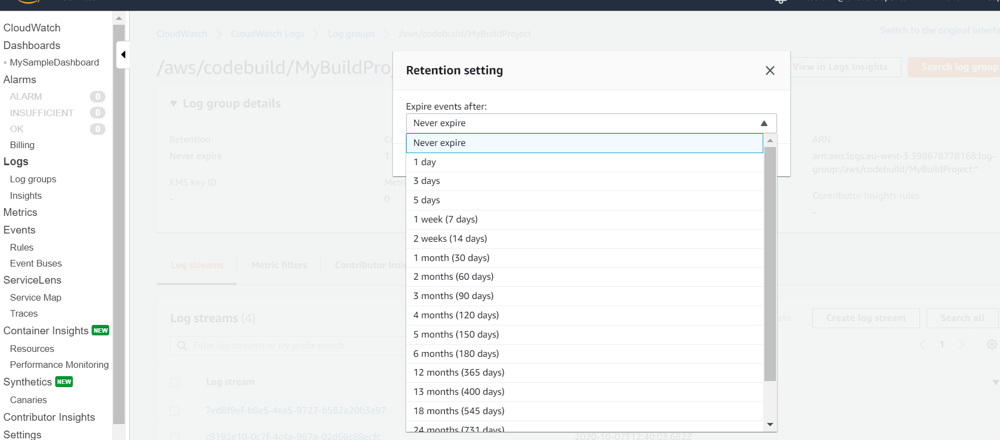 CloudWatch
Dashboards
* MySampleDashboard
Alarms
ALARM 0
INSUFFICIENT 0
OK 0
Billing
Logs
Log groups
Insights
Metrics
Events
Rules
Event Buses
ServiceLens
Service Map
Traces
Container Insights NEW
Resources
Performance Monitoring
Synthetics NEW
Canaries
Contributor Insights
Settings
CloudWatch > CloudWatch Logs > Log groups > /aws/codebuild/MyBuildProject
Switch to the original interfa
/aws/codebuild/MyBuildProj
View in Logs Insights
Search log group
Log group details
Retention
Never expire
KMS key ID
-
Metri
0
ARN
arn:aws:logs:eu-west-3:398678778168:log-
group:/aws/codebuild/MyBuildProject:*
Contributor Insights rules
-
Retention setting
Expire events after:
Never expire
Never expire
1 day
3 days
5 days
1 week (7 days)
2 weeks (14 days)
1 month (30 days)
2 months (60 days)
3 months (90 days)
4 months (120 days)
5 months (150 days)
6 months (180 days)
12 months (365 days)
13 months (400 days)
18 months (545 days)
24 months (731 days)
Log streams
Metric filters
Contributor Insig
Log streams (4)
Create log stream
Search all
Filter log streams or try prefix search
1
Log stream
7ed8f9ef-b8e5-4ea5-9727-b582a20b3a97
c9192e10-0c7f-4c4a-967a-02d66c88ecfc
2020-10-07T12:40:03.682Z